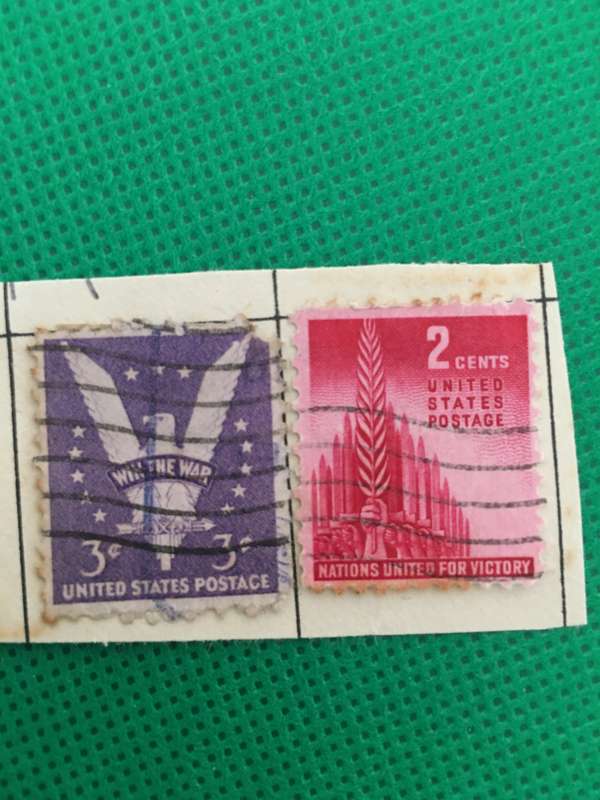 WIN THE WAR
3¢ 3¢
UNITED STATES POSTAGE
2 CENTS
UNITED
STATES
POSTAGE
NATIONS UNITED FOR VICTORY